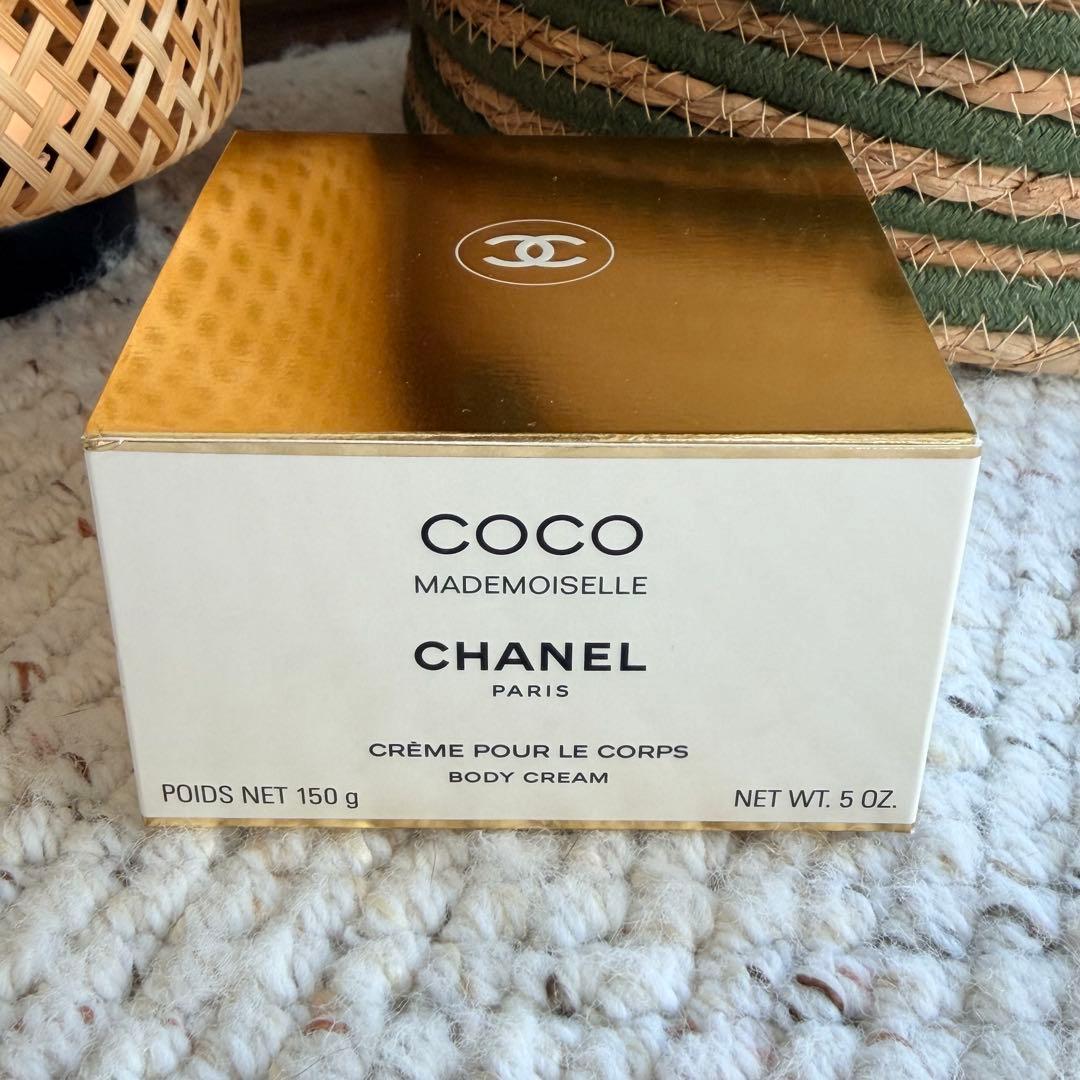 COCO
MADEMOISELLE
CHANEL
PARIS
CRÈME POUR LE CORPS
BODY CREAM
POIDS NET 150 g
NET WT. 5 OZ.